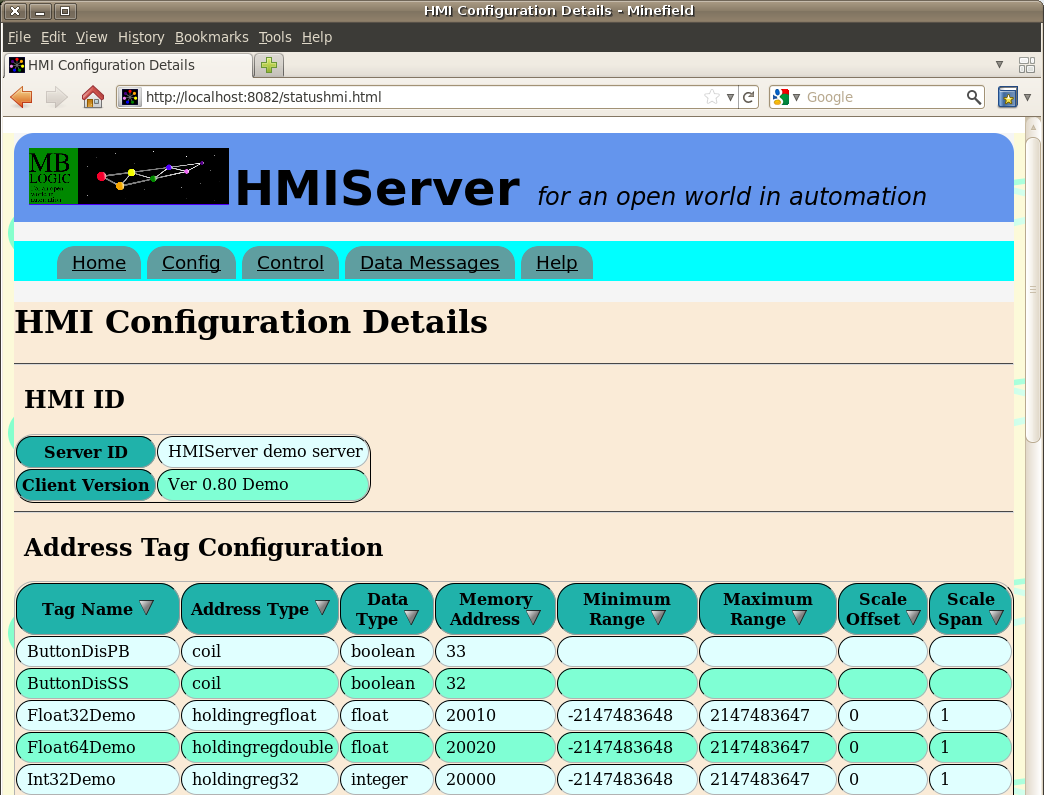 HMI Configuration Details - Minefield
File Edit View History Bookmarks Tools Help
HMI Configuration Details
http://localhost:8082/statushmi.html Google
MB
LOGIC
automation
HMIServer for an open world in automation
Home Config Control Data Messages Help
HMI Configuration Details
HMI ID
Server ID HMIServer demo server
Client Version Ver 0.80 Demo
Address Tag Configuration
Tag Name Address Type Data Type Memory Address Minimum Range Maximum Range Scale Offset Scale Span
ButtonDisPB coil boolean 33
ButtonDisSS coil boolean 32
Float32Demo holdingregfloat float 20010 -2147483648 2147483647 0 1
Float64Demo holdingregdouble float 20020 -2147483648 2147483647 0 1
Int32Demo holdingreg32 integer 20000 -2147483648 2147483647 0 1